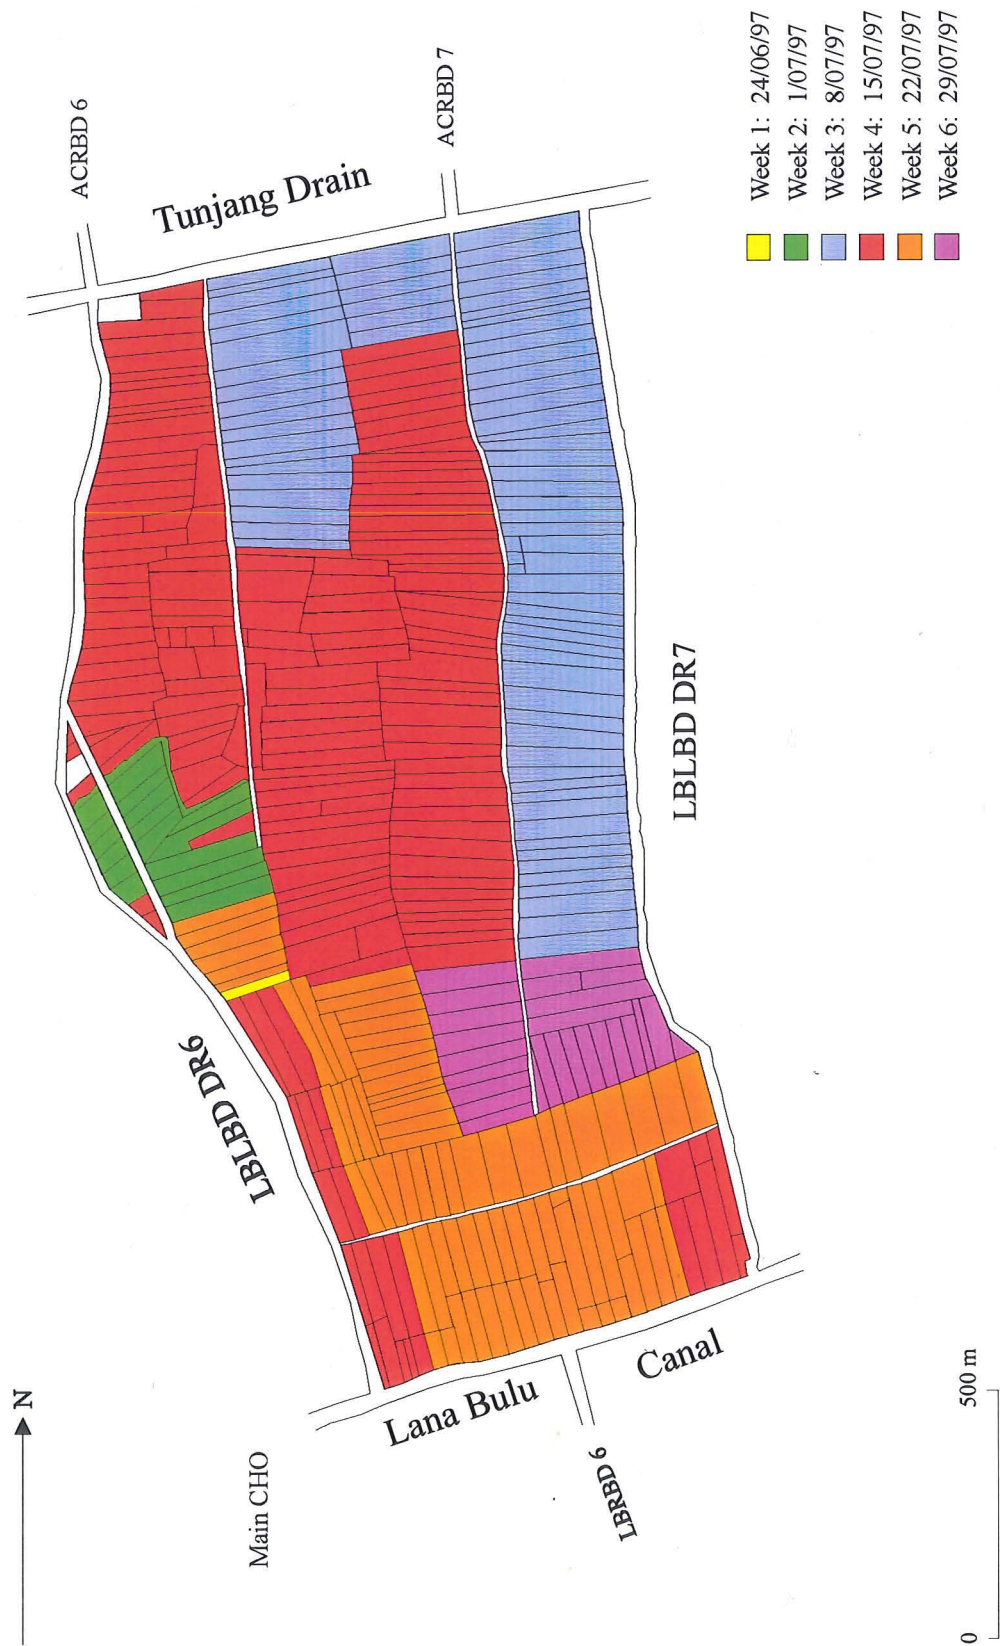 ACRBD 6
ACRBD 7
Tunjang Drain
LBLBD DR7
LBLBD DR6
Lana Bulu
Canal
Main CHO
LBRBD 6
N
Week 1: 24/06/97
Week 2: 1/07/97
Week 3: 8/07/97
Week 4: 15/07/97
Week 5: 22/07/97
Week 6: 29/07/97
0
500 m